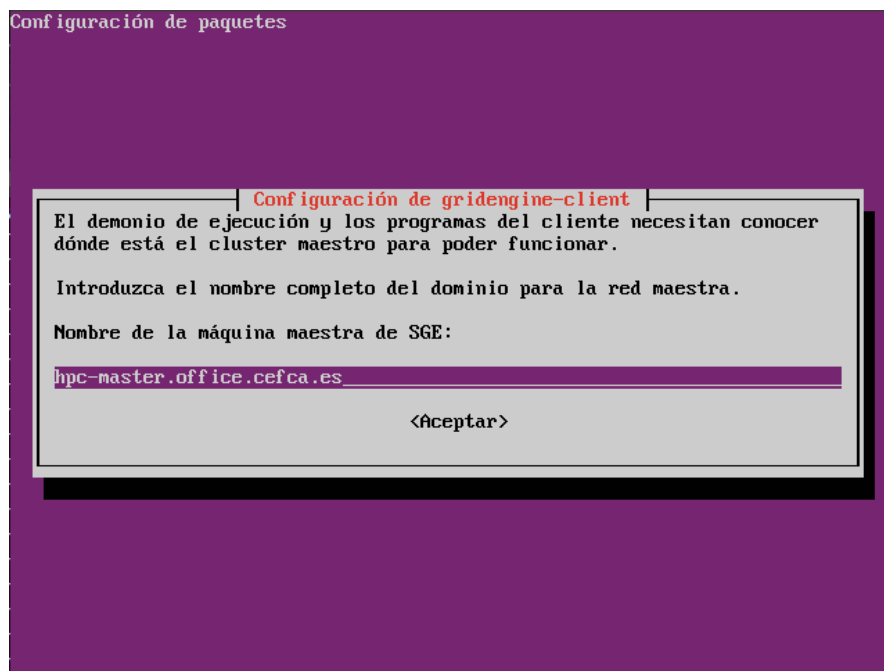 Configuración de paquetes
Configuración de gridengine-client
El demonio de ejecución y los programas del cliente necesitan conocer
dónde está el cluster maestro para poder funcionar.
Introduzca el nombre completo del dominio para la red maestra.
Nombre de la máquina maestra de SGE:
hpc-master.office.cefca.es
<Aceptar>